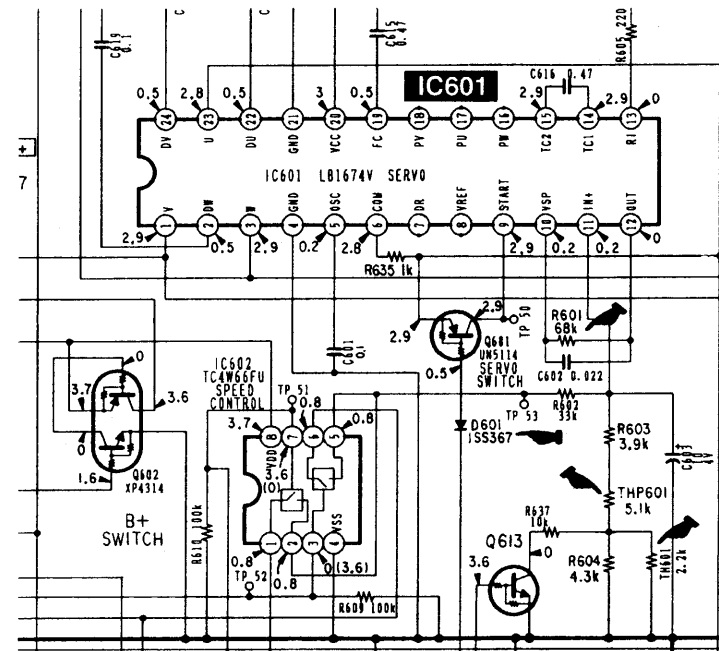 C619
0.1
C615
0.47
R605 220
IC601
C616 0.47
0.5
2.8
0.5
3
0.5
2.9
2.9
0
24
23
22
21
20
19
18
17
16
15
14
13
DV
U
DU
GND
VCC
FC
PV
PU
PW
TC2
TC1
RI
IC601 LB1674V SERVO
V
DW
W
GND
OSC
COM
DR
VREF
START
VSP
IN+
OUT
1
2
3
4
5
6
7
8
9
10
11
12
2.9
0.5
2.9
0.2
2.8
2.9
0.2
0.2
0
+
7
R635 1k
2.9
2.9
TP 50
Q681
UN5114
SERVO
SWITCH
0.5
R601
68k
C602 0.022
R602
33k
C601
0.1
IC602
TC4W66FU
SPEED
CONTROL
TP 51
0.8
0.8
3.7
8
7
6
5
VDD
3.6
(0)
VSS
1
2
3
4
0.8
0.8
0(3.6)
TP 52
R610 100k
R609 100k
0
3.7
3.6
0
1.6
Q602
XP4314
B+
SWITCH
TP 53
D601
1SS367
R603
3.9k
C603
4V
THP601
5.1k
R637
10k
Q613
3.6
0
R604
4.3k
TH601
2.2k